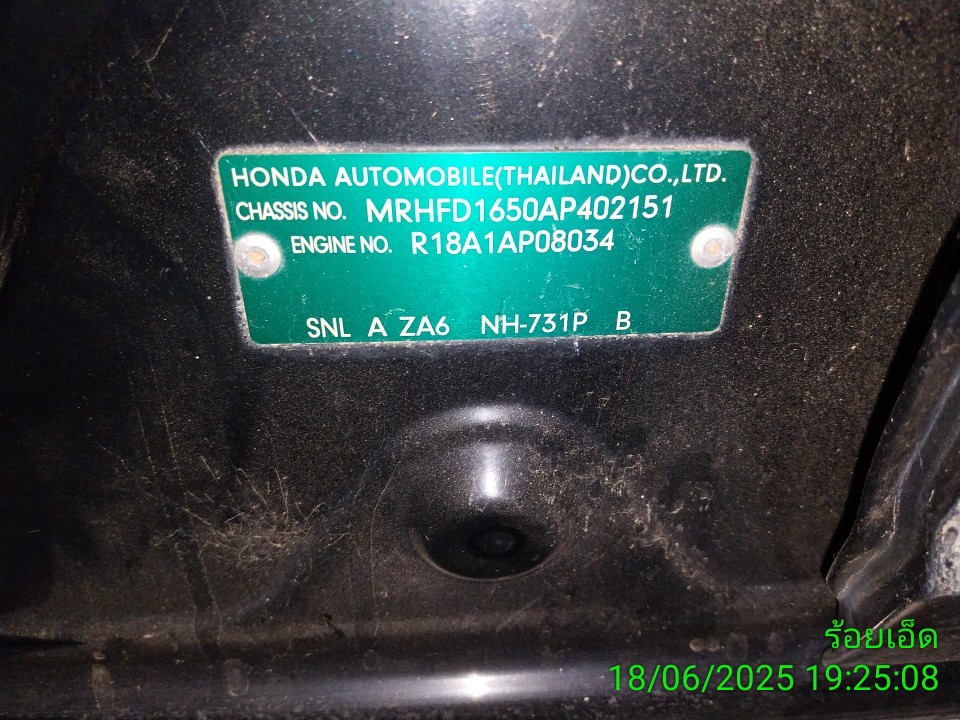 HONDA AUTOMOBILE(THAILAND)CO.,LTD.
CHASSIS NO. MRHFD1650AP402151
ENGINE NO. R18A1AP08034
SNL A ZA6 NH-731P B
ร้อยเอ็ด
18/06/2025 19:25:08